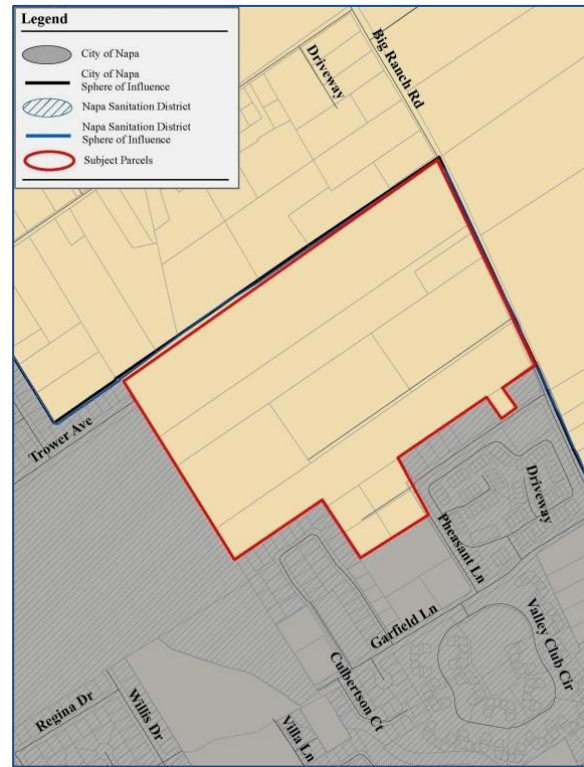 Legend
City of Napa
City of Napa
Sphere of Influence
Napa Sanitation District
Napa Sanitation District
Sphere of Influence
Subject Parcels
Driveway
Big Ranch Rd
Trower Ave
Driveway
Pheasant Ln
Garfield Ln
Valley Club Cir
Culbertson Ct
Regina Dr
Willis Dr
Villa Ln